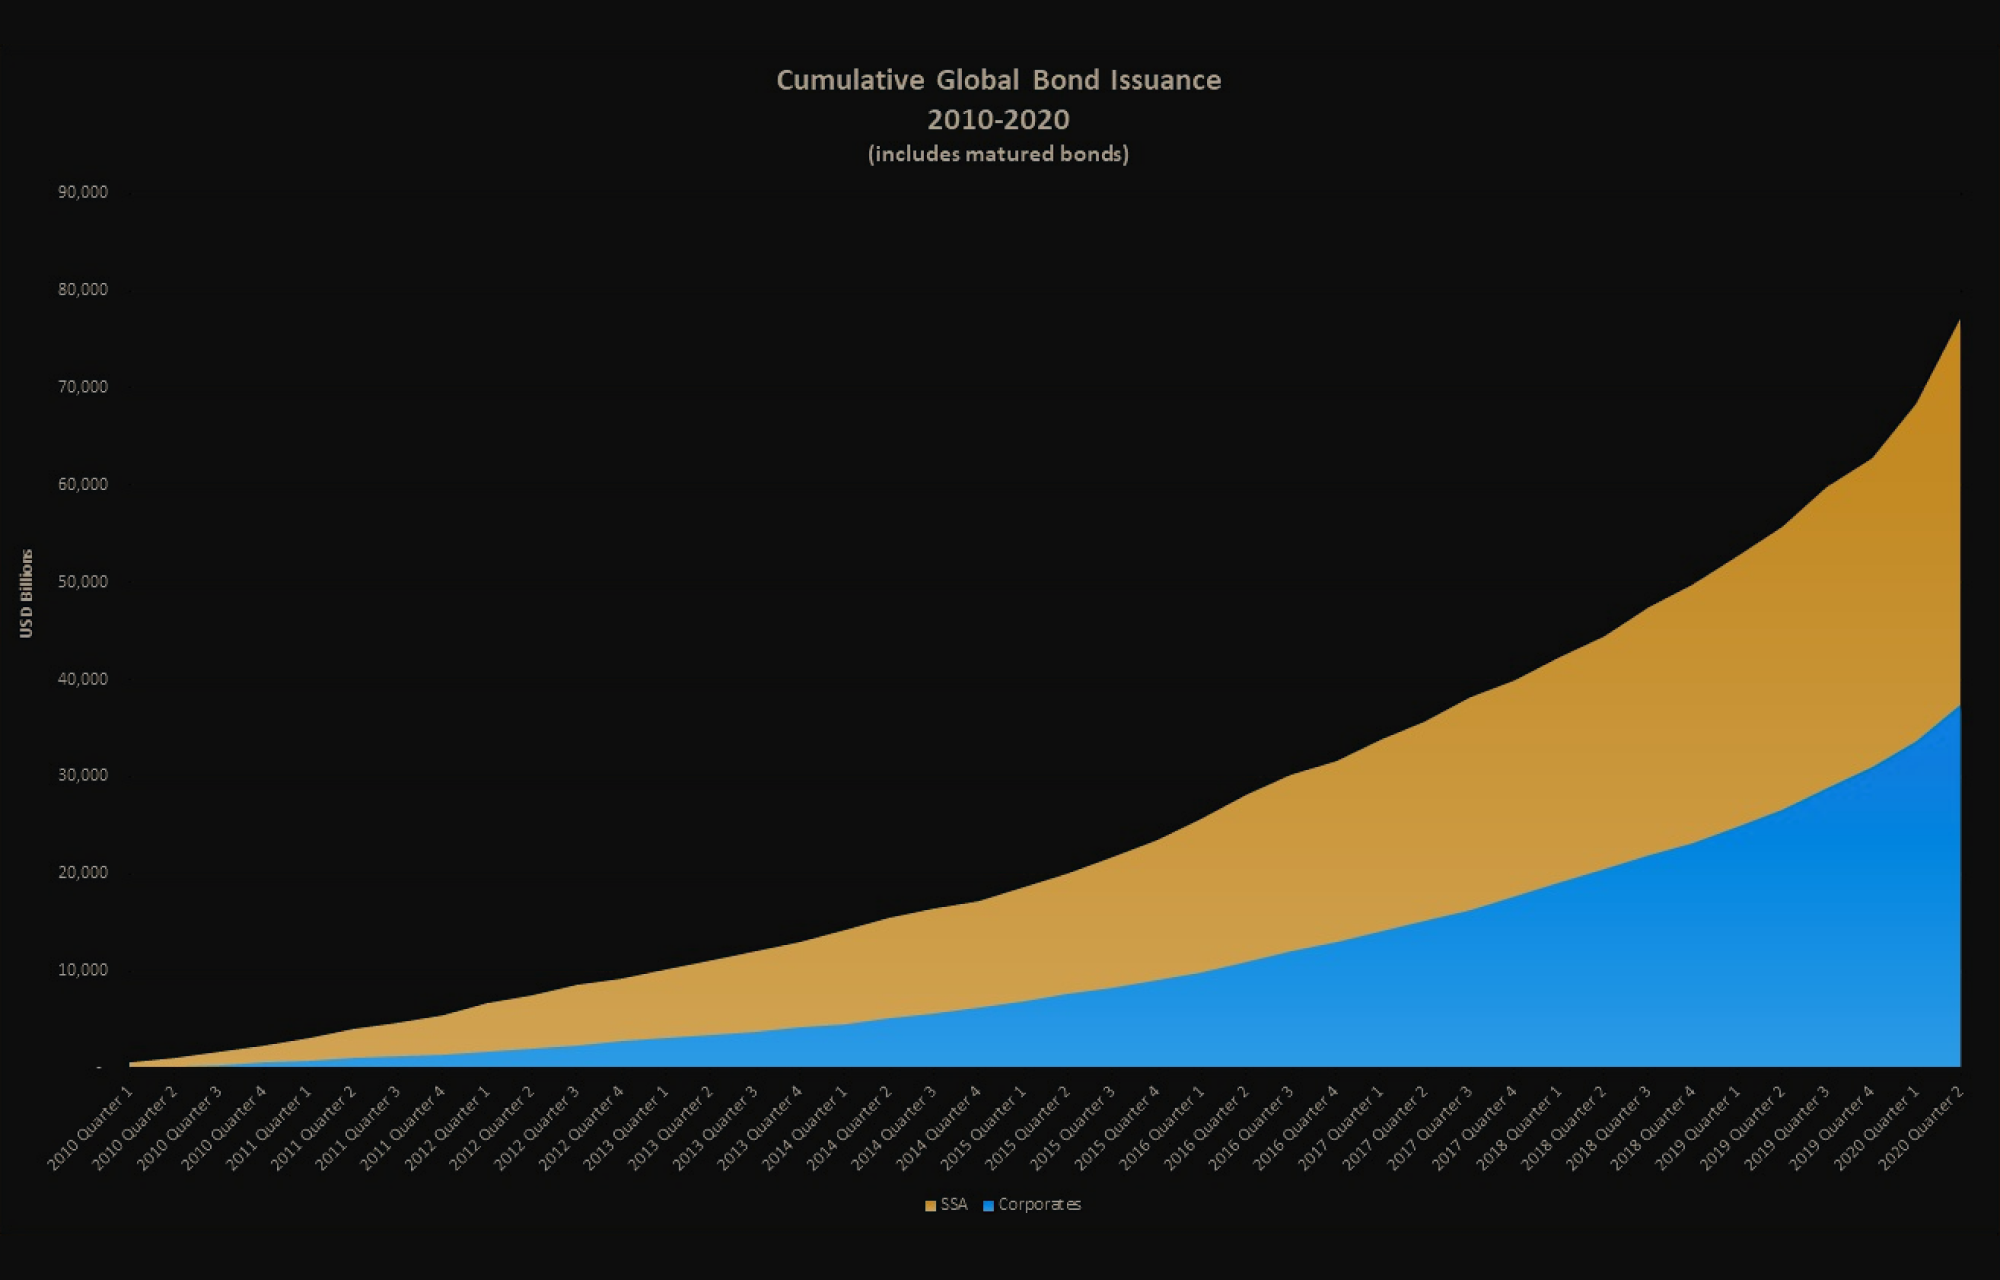 Cumulative Global Bond Issuance
2010-2020
(includes matured bonds)
90,000
80,000
70,000
60,000
50,000
40,000
30,000
20,000
10,000
-
USD Billions
2010 Quarter 1
2010 Quarter 2
2010 Quarter 3
2010 Quarter 4
2011 Quarter 1
2011 Quarter 2
2011 Quarter 3
2011 Quarter 4
2012 Quarter 1
2012 Quarter 2
2012 Quarter 3
2012 Quarter 4
2013 Quarter 1
2013 Quarter 2
2013 Quarter 3
2013 Quarter 4
2014 Quarter 1
2014 Quarter 2
2014 Quarter 3
2014 Quarter 4
2015 Quarter 1
2015 Quarter 2
2015 Quarter 3
2015 Quarter 4
2016 Quarter 1
2016 Quarter 2
2016 Quarter 3
2016 Quarter 4
2017 Quarter 1
2017 Quarter 2
2017 Quarter 3
2017 Quarter 4
2018 Quarter 1
2018 Quarter 2
2018 Quarter 3
2018 Quarter 4
2019 Quarter 1
2019 Quarter 2
2019 Quarter 3
2019 Quarter 4
2020 Quarter 1
2020 Quarter 2
SSA Corporates